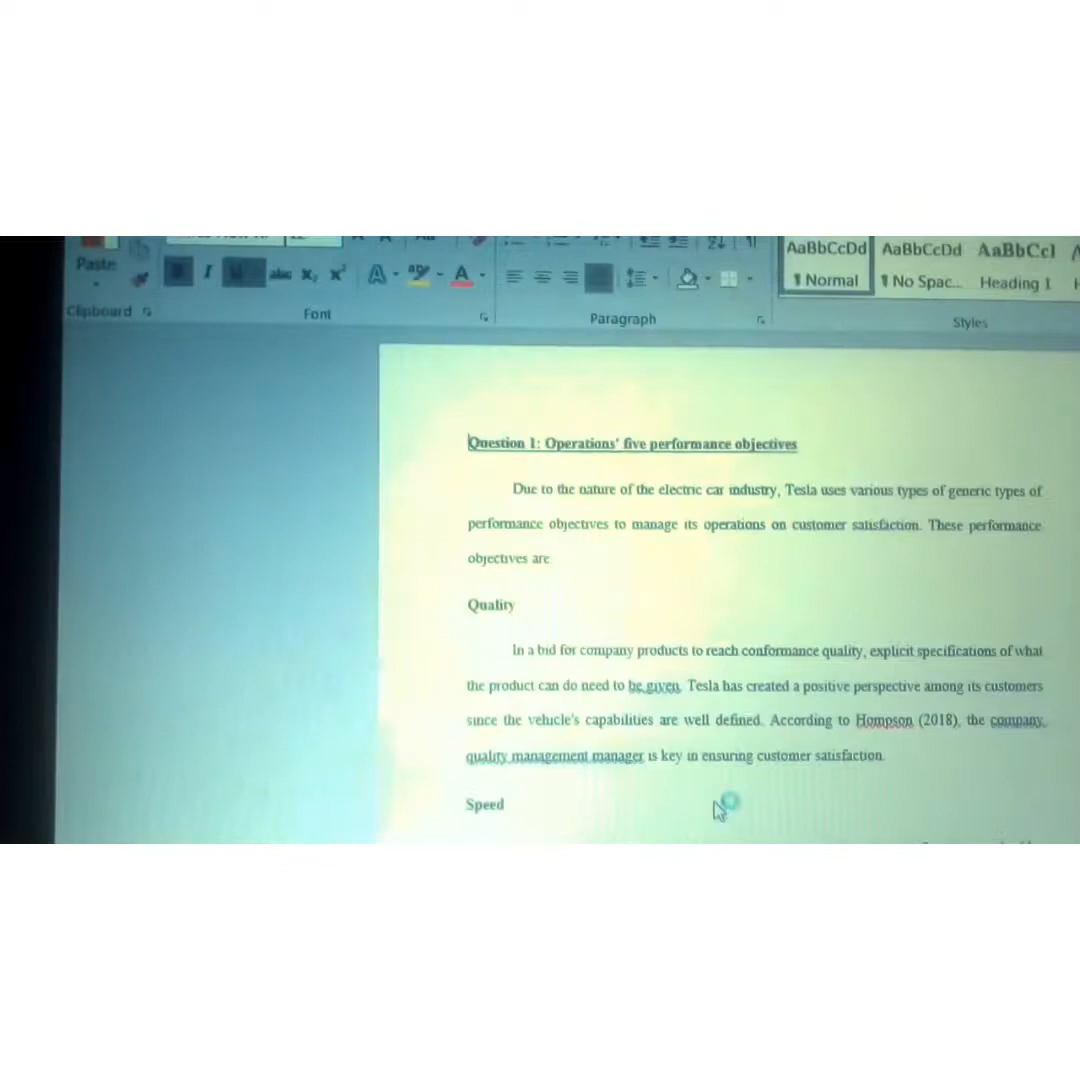 Paste
I
abc
x₂
x²
A
A
AaBbCcDd
AaBbCcDd
AaBbCcI
¶ Normal
¶ No Spac...
Heading 1
Clipboard
Font
Paragraph
Styles
Question 1: Operations' five performance objectives
Due to the nature of the electric car industry, Tesla uses various types of generic types of
performance objectives to manage its operations on customer satisfaction. These performance
objectives are
Quality
In a bid for company products to reach conformance quality, explicit specifications of what
the product can do need to be given. Tesla has created a positive perspective among its customers
since the vehicle's capabilities are well defined. According to Hompson (2018), the company,
quality management manager is key in ensuring customer satisfaction.
Speed